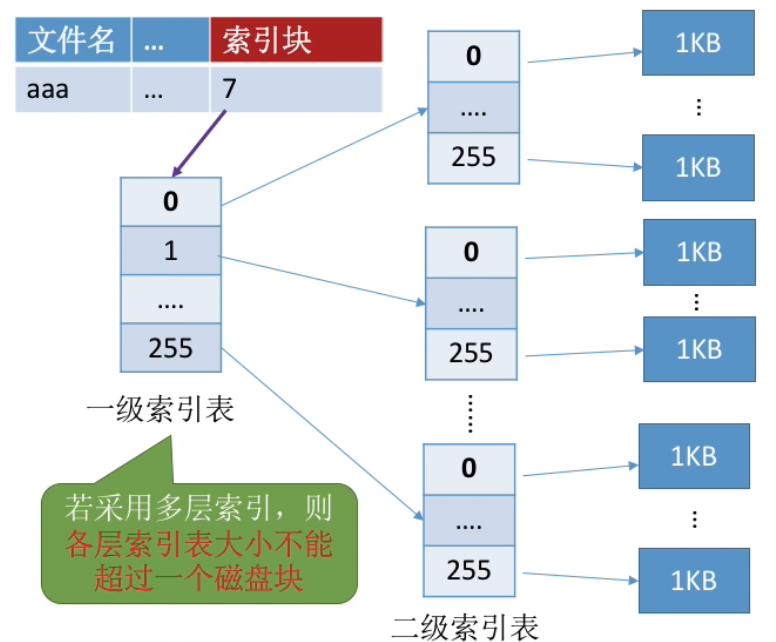 文件名 … 索引块
aaa … 7
0
1
....
255
一级索引表
若采用多层索引，则
各层索引表大小不能
超过一个磁盘块
0
....
255
0
....
255
......
0
....
255
二级索引表
1KB
...
1KB
1KB
...
1KB
1KB
...
1KB